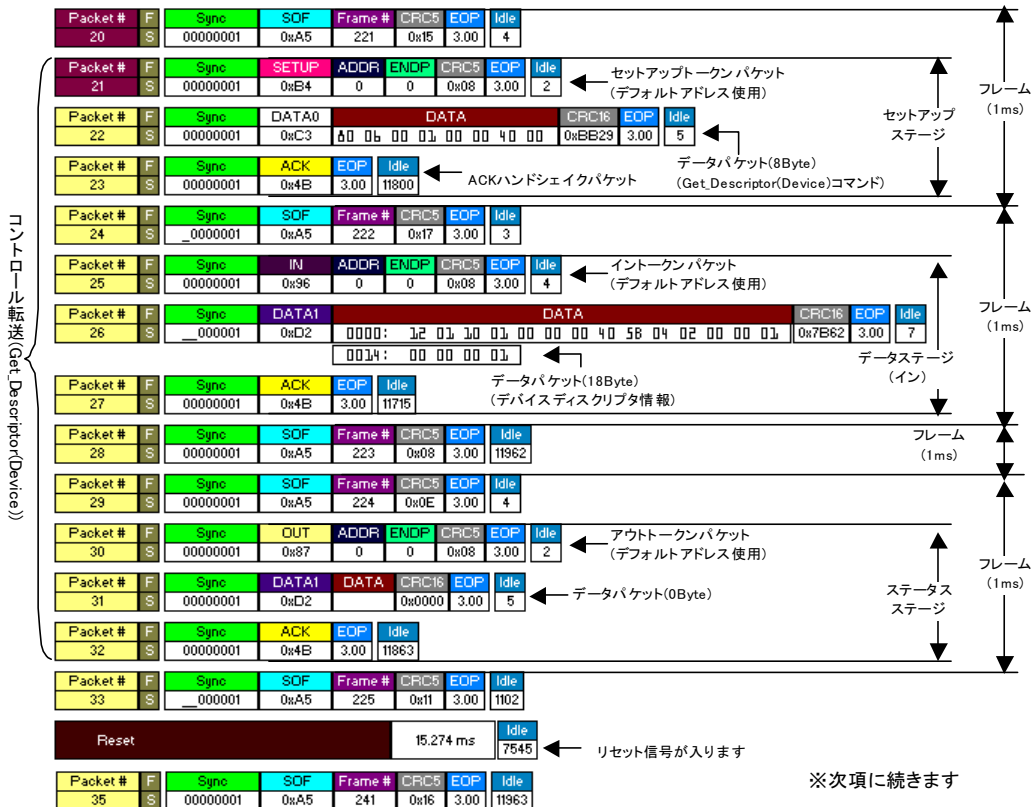 Packet # F Sync SOF Frame # CRC5 EOP Idle
20 S 00000001 0xA5 221 0x15 3.00 4
Packet # F Sync SETUP ADDR ENDP CRC5 EOP Idle
21 S 00000001 0xB4 0 0 0x08 3.00 2
セットアップトークンパケット
(デフォルトアドレス使用)
Packet # F Sync DATA0 DATA CRC16 EOP Idle
22 S 00000001 0xC3 80 06 00 01 00 00 40 00 0xBB29 3.00 5
データパケット(8Byte)
(Get_Descriptor(Device)コマンド)
Packet # F Sync ACK EOP Idle
23 S 00000001 0x4B 3.00 11800
ACKハンドシェイクパケット
セットアップ
ステージ
フレーム
(1ms)
Packet # F Sync SOF Frame # CRC5 EOP Idle
24 S _0000001 0xA5 222 0x17 3.00 3
Packet # F Sync IN ADDR ENDP CRC5 EOP Idle
25 S 00000001 0x96 0 0 0x08 3.00 4
イントークンパケット
(デフォルトアドレス使用)
Packet # F Sync DATA1 DATA CRC16 EOP Idle
26 S __000001 0xD2 0000: 12 01 10 01 00 00 00 40 5B 04 02 00 00 01 0x7B62 3.00 7
0014: 00 00 00 01
データパケット(18Byte)
(デバイスディスクリプタ情報)
Packet # F Sync ACK EOP Idle
27 S 00000001 0x4B 3.00 11715
データステージ
(イン)
フレーム
(1ms)
コントロール転送(Get_Descriptor(Device))
Packet # F Sync SOF Frame # CRC5 EOP Idle
28 S 00000001 0xA5 223 0x08 3.00 11962
フレーム
(1ms)
Packet # F Sync SOF Frame # CRC5 EOP Idle
29 S 00000001 0xA5 224 0x0E 3.00 4
Packet # F Sync OUT ADDR ENDP CRC5 EOP Idle
30 S 00000001 0x87 0 0 0x08 3.00 2
アウトトークンパケット
(デフォルトアドレス使用)
Packet # F Sync DATA1 DATA CRC16 EOP Idle
31 S 00000001 0xD2 0x0000 3.00 5
データパケット(0Byte)
Packet # F Sync ACK EOP Idle
32 S 00000001 0x4B 3.00 11863
ステータス
ステージ
フレーム
(1ms)
Packet # F Sync SOF Frame # CRC5 EOP Idle
33 S __000001 0xA5 225 0x11 3.00 1102
Reset 15.274 ms Idle
7545
リセット信号が入ります
Packet # F Sync SOF Frame # CRC5 EOP Idle
35 S 00000001 0xA5 241 0x16 3.00 11963
※次項に続きます